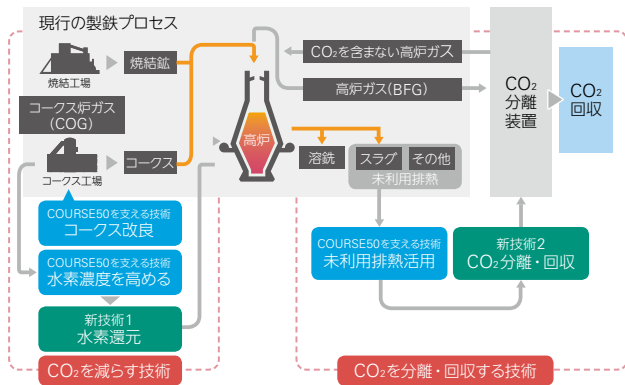 現行の製鉄プロセス
焼結工場
焼結鉱
コークス炉ガス
(COG)
コークス工場
コークス
高炉
CO₂を含まない高炉ガス
高炉ガス(BFG)
溶銑
スラグ
その他
未利用排熱
CO₂
分離
装置
CO₂
回収
COURSE50を支える技術
コークス改良
COURSE50を支える技術
水素濃度を高める
新技術1
水素還元
COURSE50を支える技術
未利用排熱活用
新技術2
CO₂分離・回収
CO₂を減らす技術
CO₂を分離・回収する技術